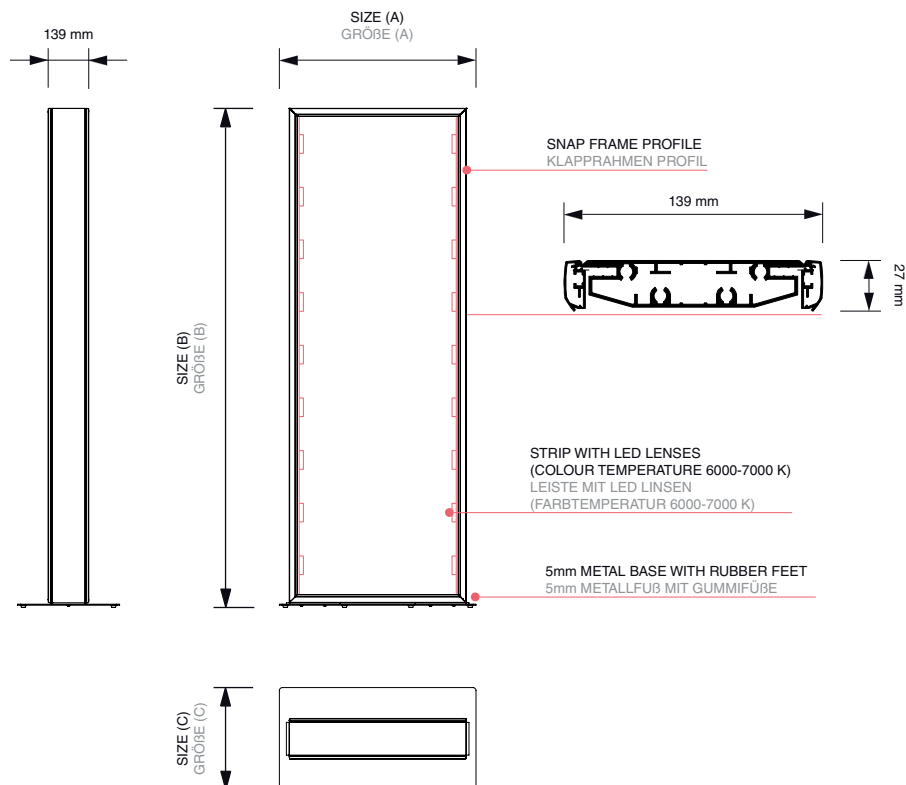 SIZE (A)
GRÖßE (A)
139 mm
SNAP FRAME PROFILE
KLAPPRAHMEN PROFIL
139 mm
27 mm
SIZE (B)
GRÖßE (B)
STRIP WITH LED LENSES
(COLOUR TEMPERATURE 6000-7000 K)
LEISTE MIT LED LINSEN
(FARBTEMPERATUR 6000-7000 K)
5mm METAL BASE WITH RUBBER FEET
5mm METALLFUß MIT GUMMIFÜßE
SIZE (C)
GRÖßE (C)